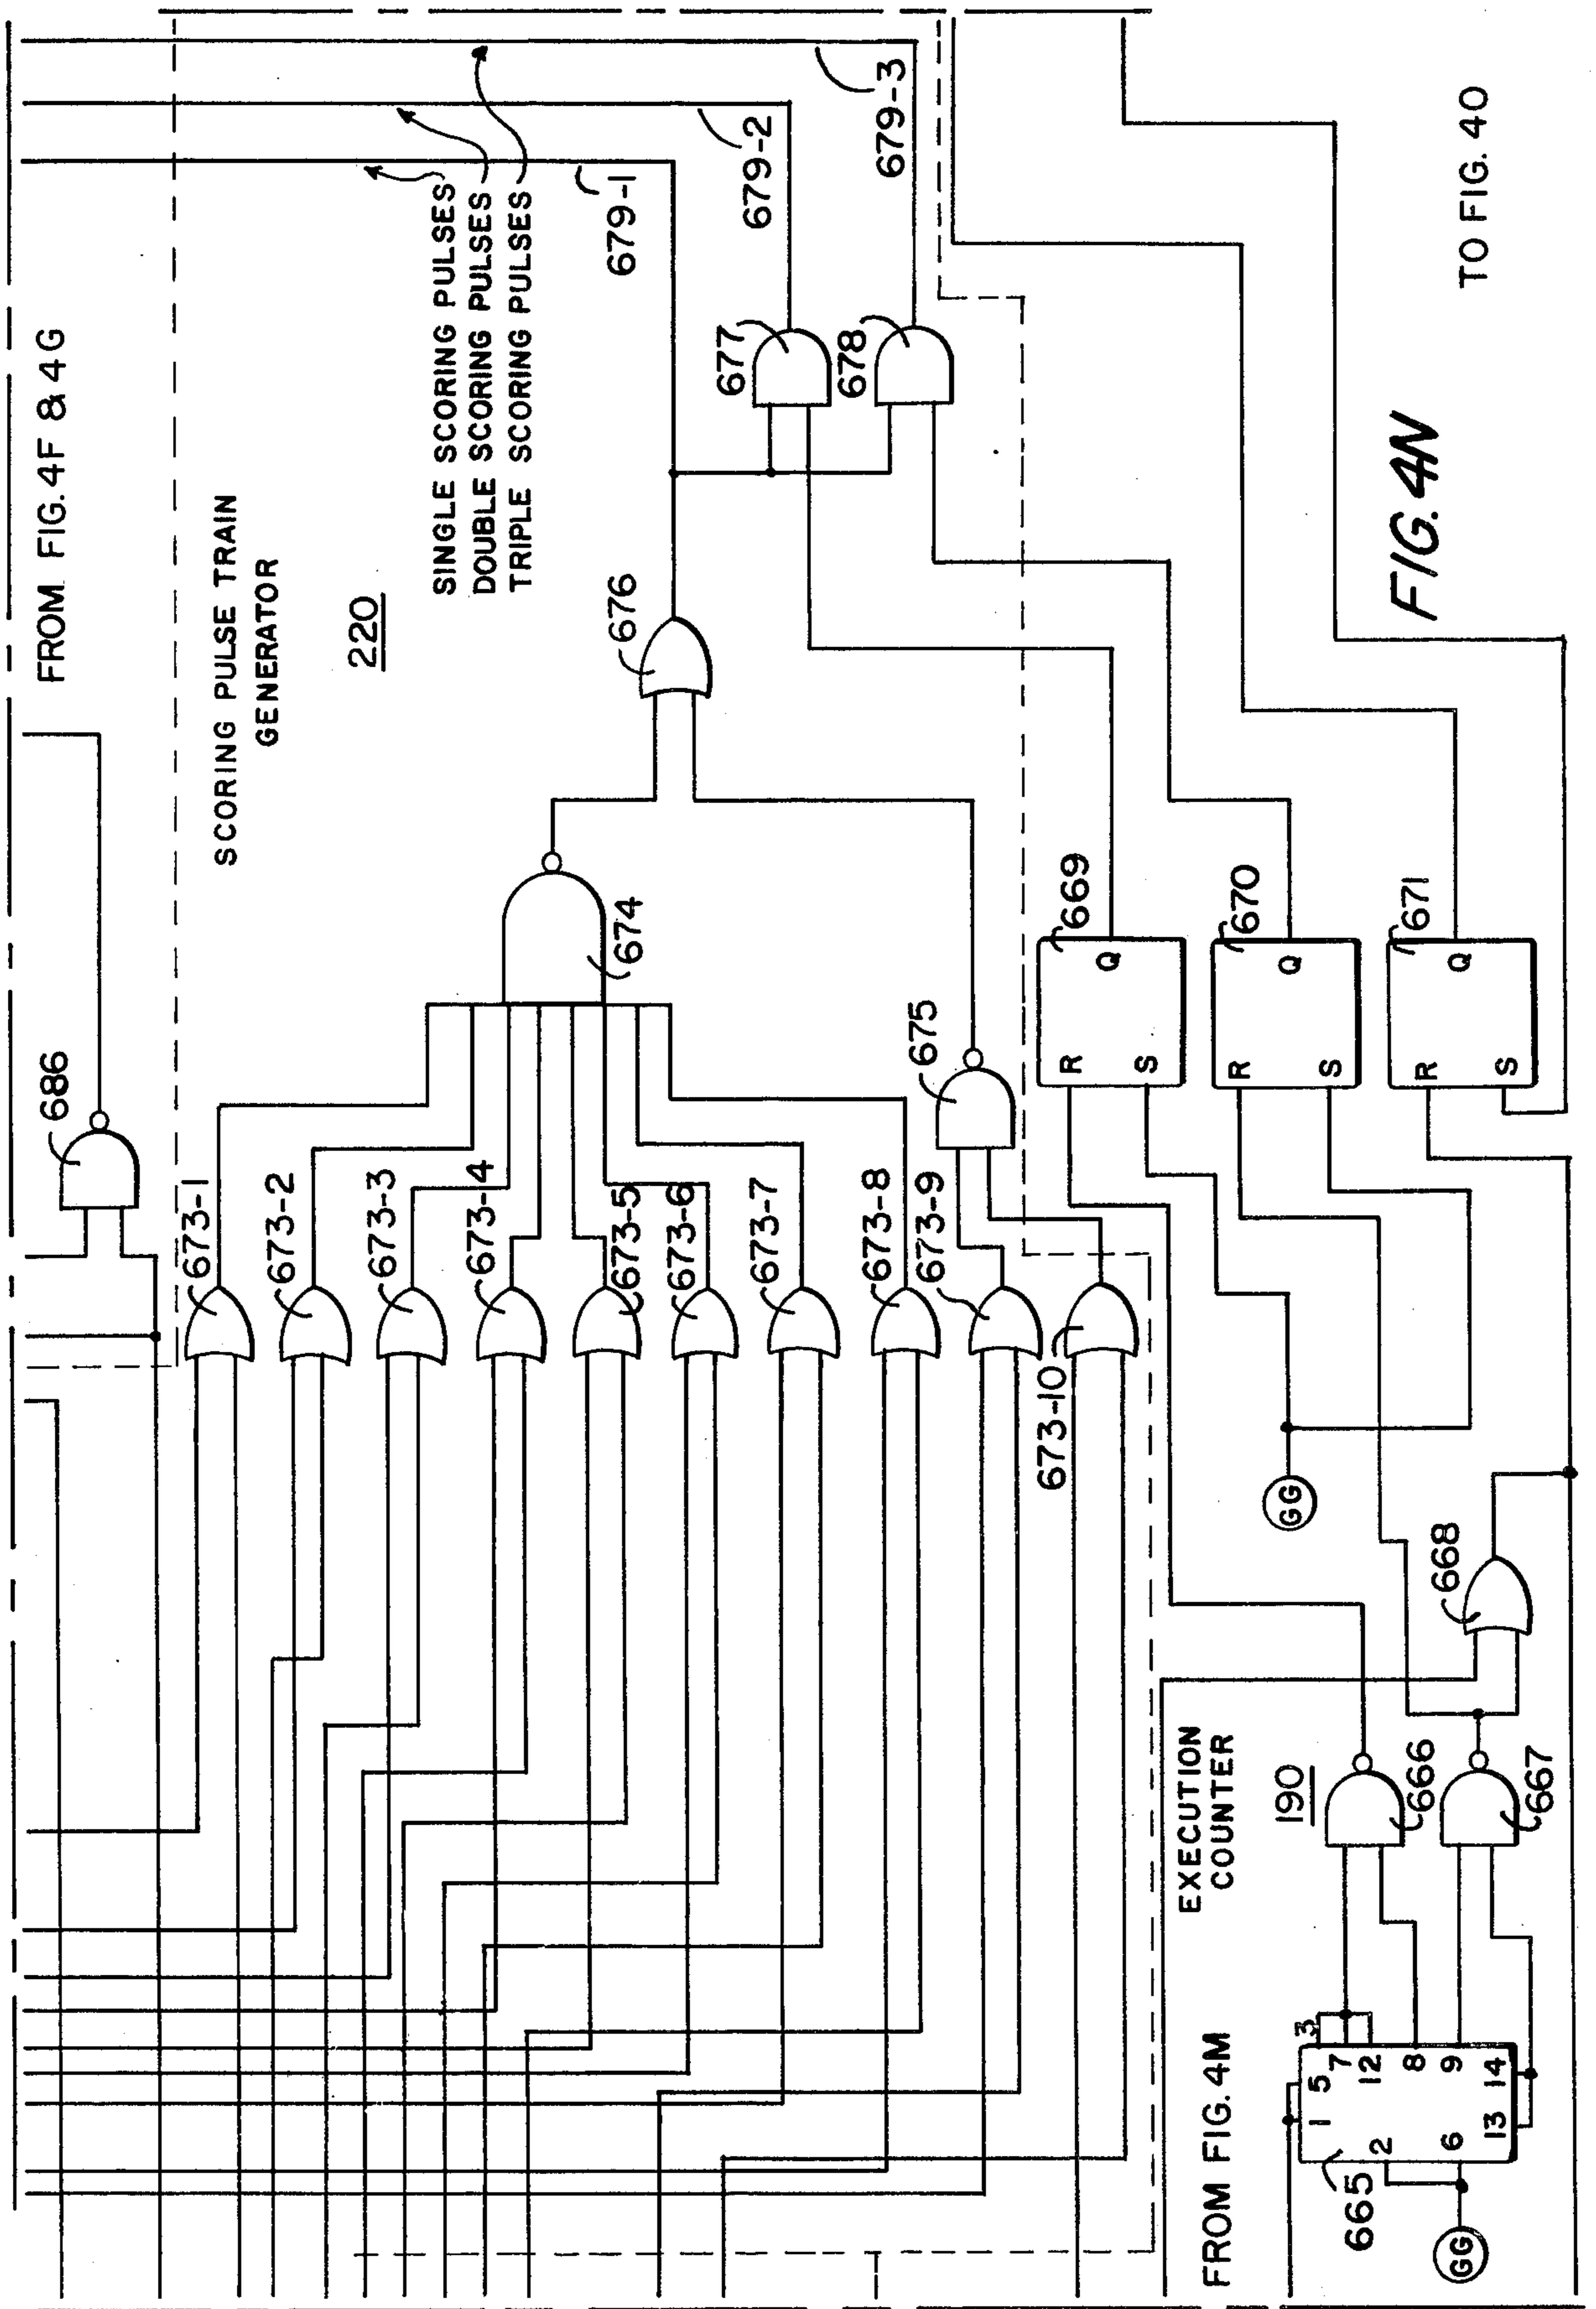 FROM FIG. 4F & 4G
686
SCORING PULSE TRAIN
GENERATOR
220
SINGLE SCORING PULSES
DOUBLE SCORING PULSES
TRIPLE SCORING PULSES
679-1
679-2
679-3
673-1
673-2
673-3
673-4
673-5
673-6
673-7
673-8
673-9
673-10
674
675
676
677
678
EXECUTION
COUNTER
190
FROM FIG. 4M
665
1
5
3
7
12
8
9
14
13
6
2
GG
666
667
668
GG
R
S
Q
669
R
S
Q
670
R
S
Q
671
FIG. 4N
TO FIG. 4O